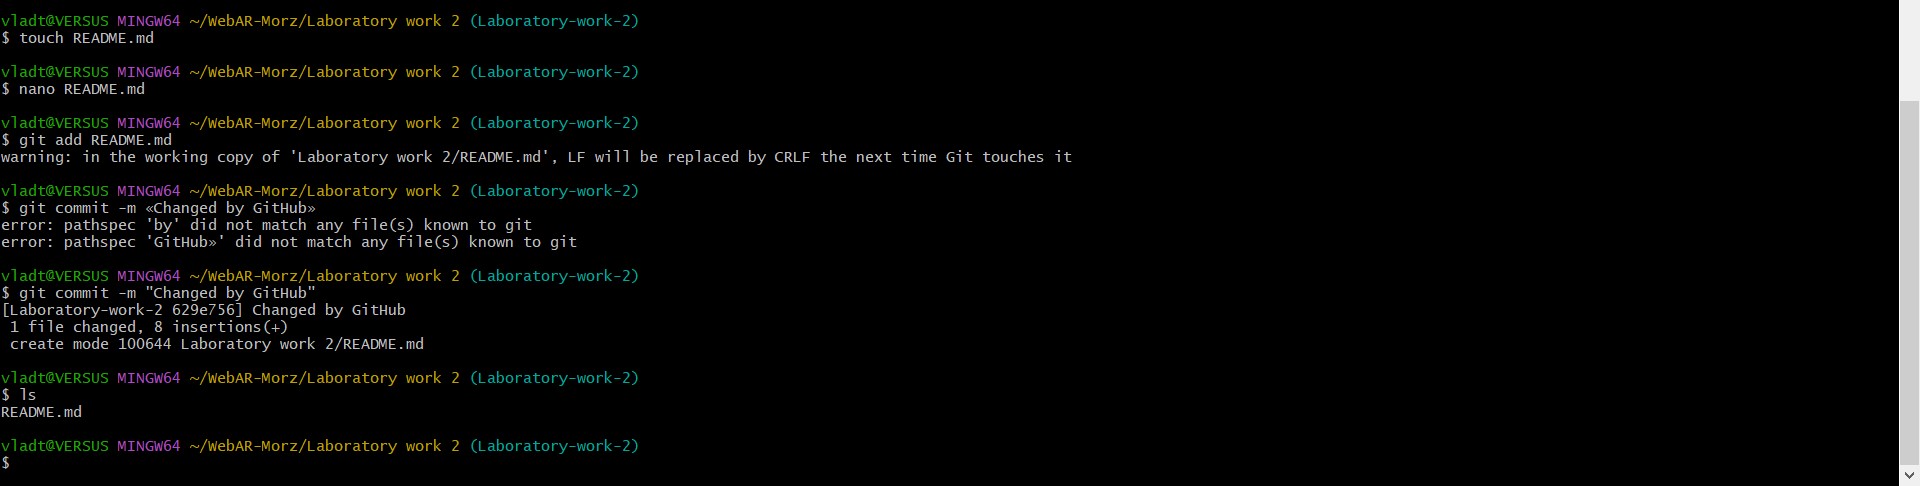 vladt@VERSUS MINGW64 ~/WebAR-Morz/Laboratory work 2 (Laboratory-work-2)
$ touch README.md
vladt@VERSUS MINGW64 ~/WebAR-Morz/Laboratory work 2 (Laboratory-work-2)
$ nano README.md
vladt@VERSUS MINGW64 ~/WebAR-Morz/Laboratory work 2 (Laboratory-work-2)
$ git add README.md
warning: in the working copy of 'Laboratory work 2/README.md', LF will be replaced by CRLF the next time Git touches it
vladt@VERSUS MINGW64 ~/WebAR-Morz/Laboratory work 2 (Laboratory-work-2)
$ git commit -m «Changed by GitHub»
error: pathspec 'by' did not match any file(s) known to git
error: pathspec 'GitHub»' did not match any file(s) known to git
vladt@VERSUS MINGW64 ~/WebAR-Morz/Laboratory work 2 (Laboratory-work-2)
$ git commit -m "Changed by GitHub"
[Laboratory-work-2 629e756] Changed by GitHub
1 file changed, 8 insertions(+)
create mode 100644 Laboratory work 2/README.md
vladt@VERSUS MINGW64 ~/WebAR-Morz/Laboratory work 2 (Laboratory-work-2)
$ ls
README.md
vladt@VERSUS MINGW64 ~/WebAR-Morz/Laboratory work 2 (Laboratory-work-2)
$